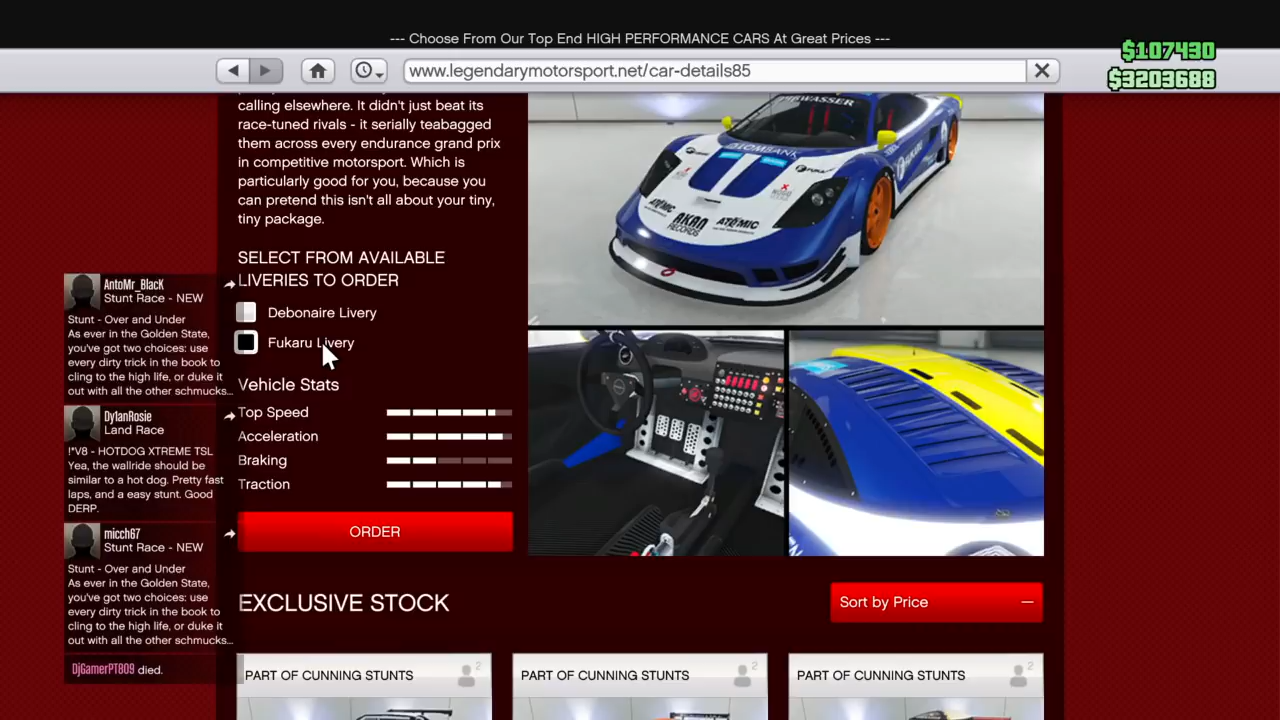 --- Choose From Our Top End HIGH PERFORMANCE CARS At Great Prices ---
$107430
$3203688
www.legendarymotorsport.net/car-details85
calling elsewhere. It didn't just beat its
race-tuned rivals - it serially teabagged
them across every endurance grand prix
in competitive motorsport. Which is
particularly good for you, because you
can pretend this isn't all about your tiny,
tiny package.
SELECT FROM AVAILABLE
LIVERIES TO ORDER
Debonaire Livery
Fukaru Livery
Vehicle Stats
Top Speed
Acceleration
Braking
Traction
ORDER
ATOMIC
AKAN
RECORDS
ATOMIC
EXCLUSIVE STOCK
Sort by Price
PART OF CUNNING STUNTS
2
PART OF CUNNING STUNTS
2
PART OF CUNNING STUNTS
2
AntoMr_BlacK
Stunt Race - NEW
Stunt - Over and Under
As ever in the Golden State,
you've got two choices: use
every dirty trick in the book to
cling to the high life, or duke it
out with all the other schmucks...
Dy1anRosie
Land Race
!*V8 - HOTDOG XTREME TSL
Yea, the wallride should be
similar to a hot dog. Pretty fast
laps, and a easy stunt. Good
DERP.
micch67
Stunt Race - NEW
Stunt - Over and Under
As ever in the Golden State,
you've got two choices: use
every dirty trick in the book to
cling to the high life, or duke it
out with all the other schmucks...
DjGamerPT809 died.